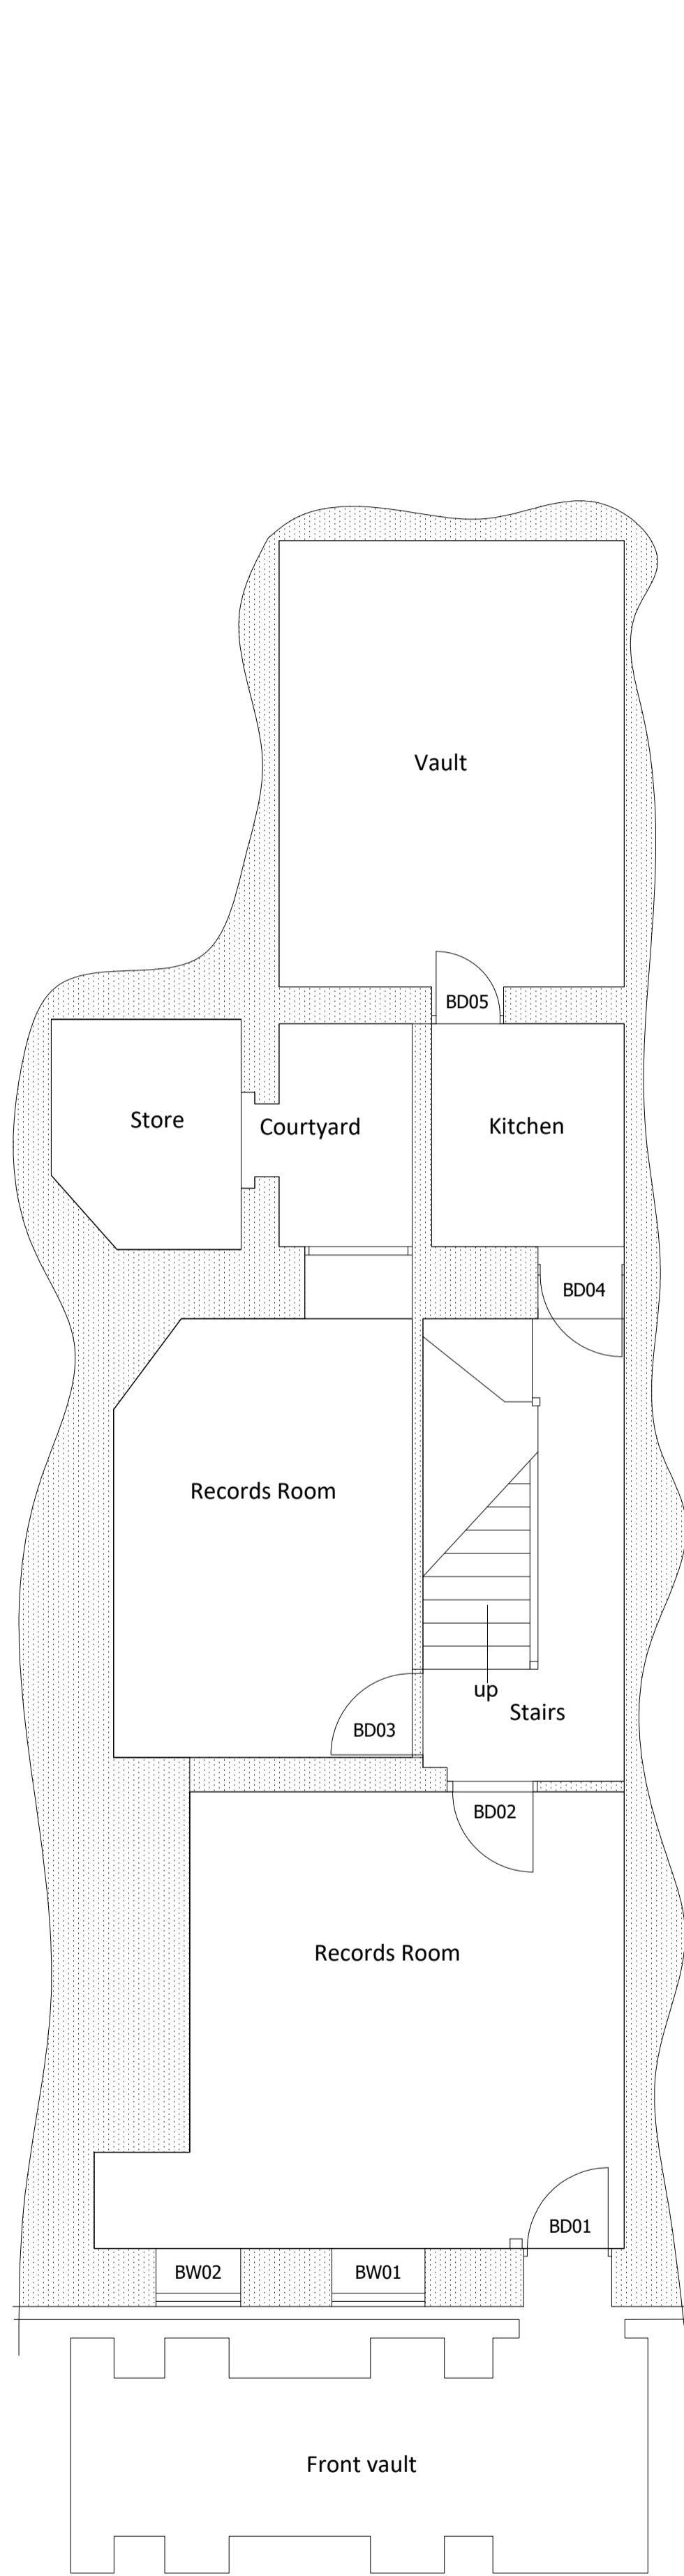 Vault
BD05
Store
Courtyard
Kitchen
BD04
Records Room
up
Stairs
BD03
BD02
Records Room
BD01
BW02
BW01
Front vault